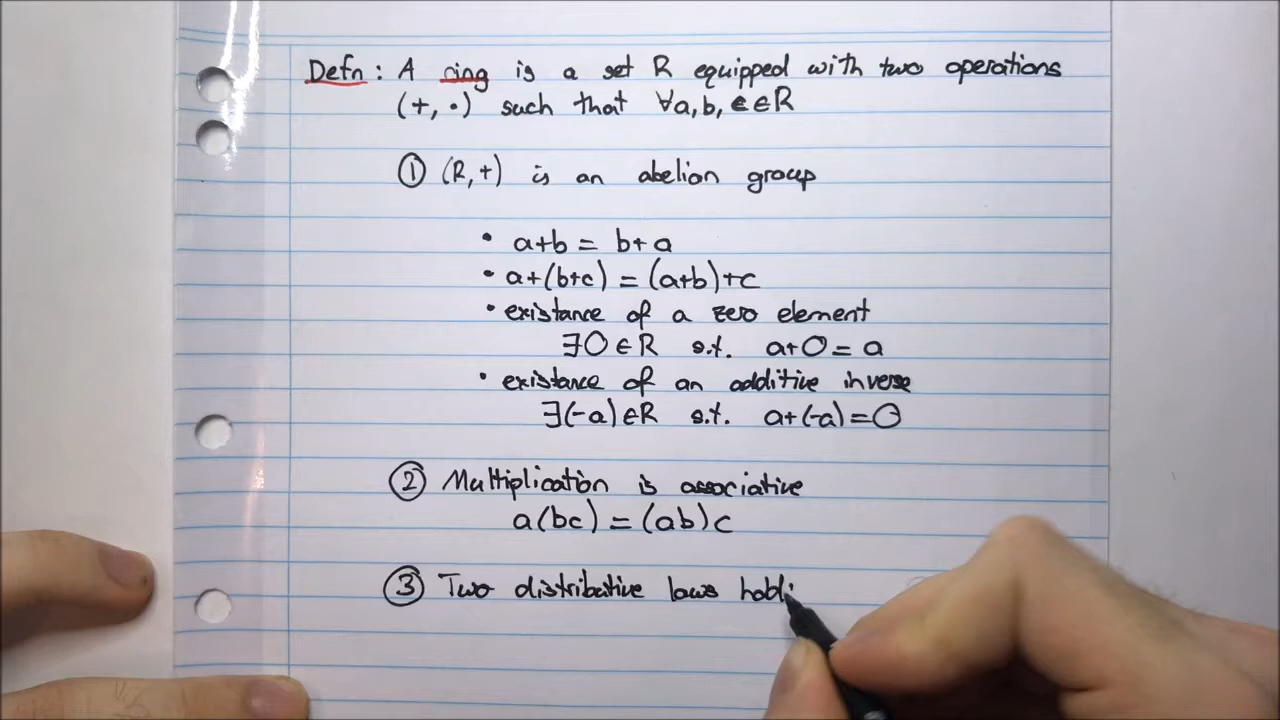 Defn: A ring is a set R equipped with two operations
(+, •) such that ∀a,b,c∈R
① (R,+) is an abelian group
• a+b = b+a
• a+(b+c) = (a+b)+c
• existance of a zero element
∃0∈R s.t. a+0 = a
• existance of an additive inverse
∃(-a)∈R s.t. a+(-a)=0
② Multiplication is associative
a(bc) = (ab)c
③ Two distributive laws hold: